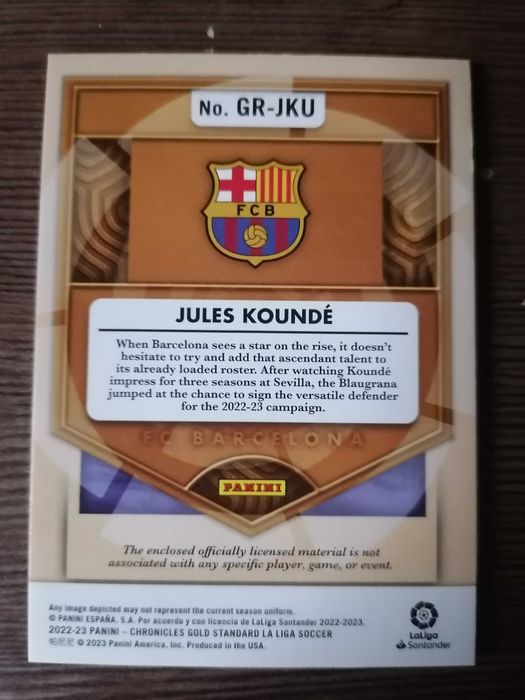 No. GR-JKU
FCB
JULES KOUNDÉ
When Barcelona sees a star on the rise, it doesn't
hesitate to try and add that ascendant talent to
its already loaded roster. After watching Koundé
impress for three seasons at Sevilla, the Blaugrana
jumped at the chance to sign the versatile defender
for the 2022-23 campaign.
FC BARCELONA
PANINI
The enclosed officially licensed material is not
associated with any specific player, game, or event.
Any image depicted may not represent the current season uniform.
© PANINI ESPAÑA, S.A. Por acuerdo y con licencia de LaLiga Santander 2022-2023.
2022-23 PANINI – CHRONICLES GOLD STANDARD LA LIGA SOCCER
帕尼尼 © 2023 Panini America, Inc. Produced in the USA.
LaLiga
Santander